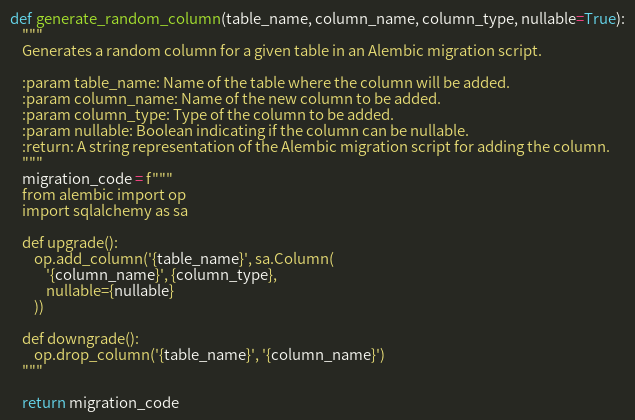 def generate_random_column(table_name, column_name, column_type, nullable=True):
    """
    Generates a random column for a given table in an Alembic migration script.

    :param table_name: Name of the table where the column will be added.
    :param column_name: Name of the new column to be added.
    :param column_type: Type of the column to be added.
    :param nullable: Boolean indicating if the column can be nullable.
    :return: A string representation of the Alembic migration script for adding the column.
    """
    migration_code = f"""
    from alembic import op
    import sqlalchemy as sa

    def upgrade():
        op.add_column('{table_name}', sa.Column(
            '{column_name}', {column_type},
            nullable={nullable}
        ))

    def downgrade():
        op.drop_column('{table_name}', '{column_name}')
    """

    return migration_code